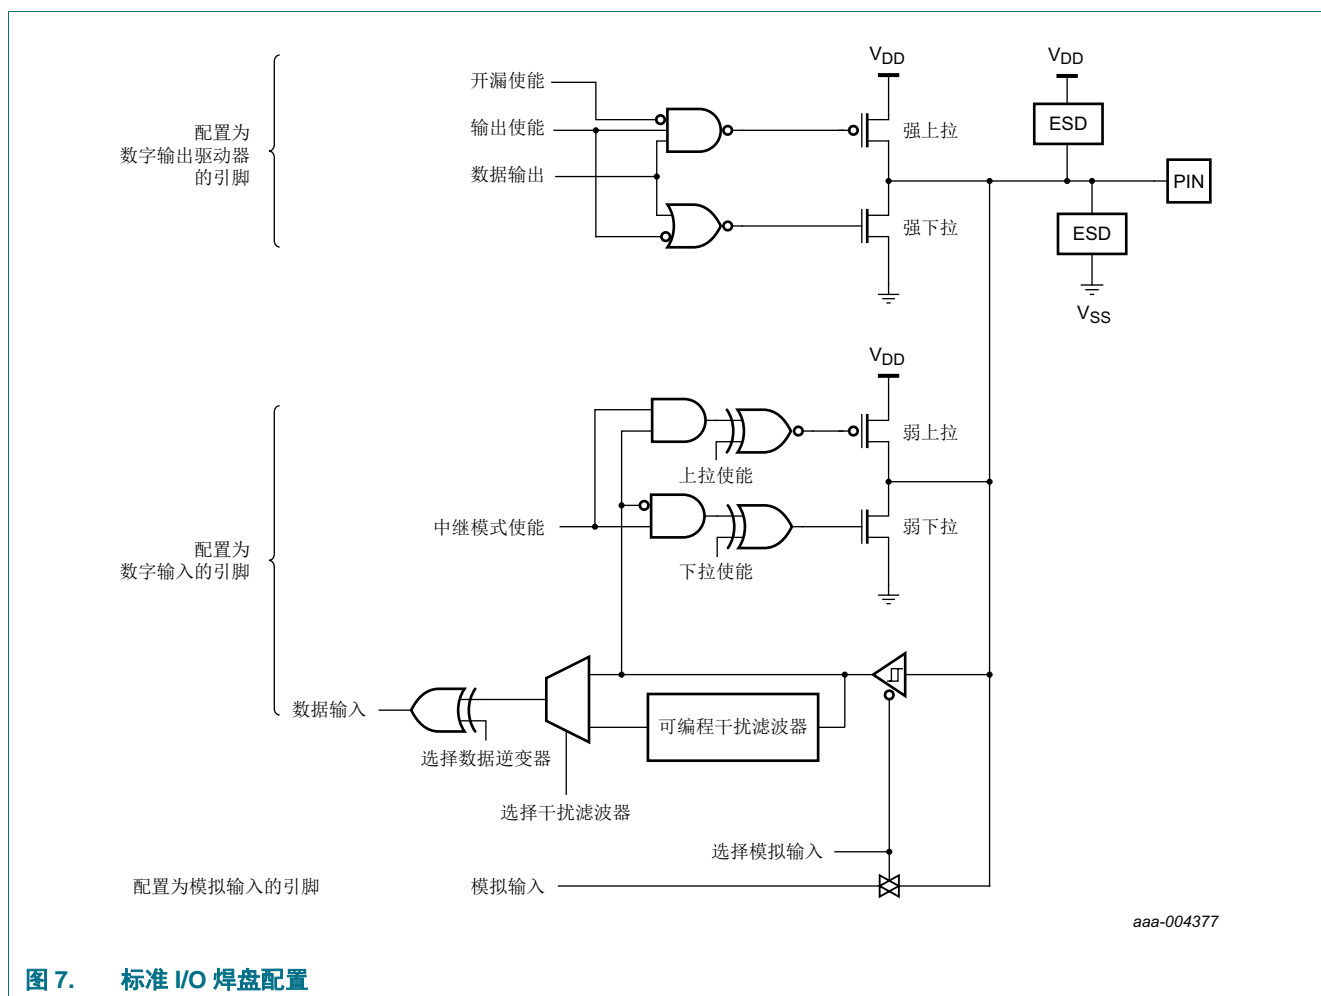 V_DD
V_DD
开漏使能
ESD
配置为
数字输出驱动器
的引脚
输出使能
强上拉
数据输出
PIN
强下拉
ESD
V_SS
V_DD
弱上拉
上拉使能
中继模式使能
弱下拉
配置为
数字输入的引脚
下拉使能
数据输入
可编程干扰滤波器
选择数据逆变器
选择干扰滤波器
选择模拟输入
配置为模拟输入的引脚
模拟输入
aaa-004377
图 7. 标准 I/O 焊盘配置